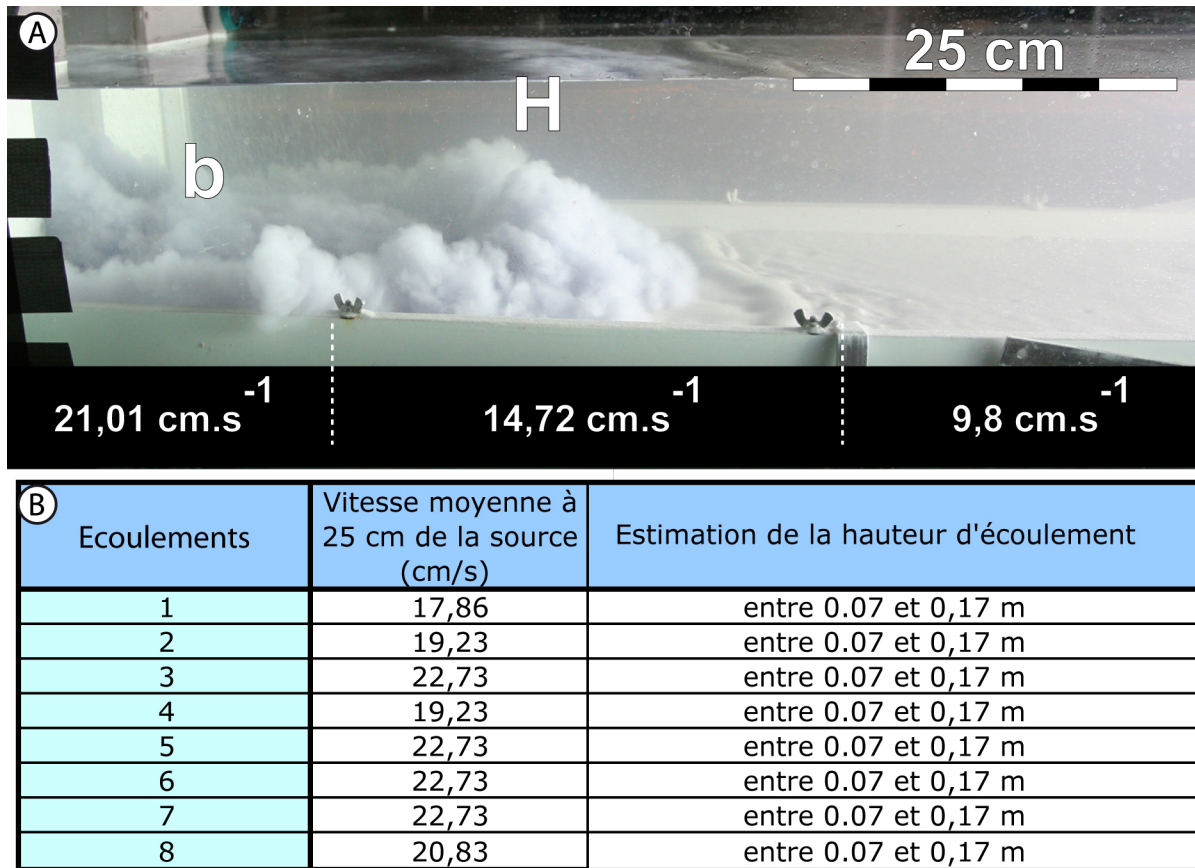 A
25 cm
H
b
21,01 cm.s-1 14,72 cm.s-1 9,8 cm.s-1
B
Ecoulements Vitesse moyenne à 25 cm de la source (cm/s) Estimation de la hauteur d'écoulement
1 17,86 entre 0.07 et 0,17 m
2 19,23 entre 0.07 et 0,17 m
3 22,73 entre 0.07 et 0,17 m
4 19,23 entre 0.07 et 0,17 m
5 22,73 entre 0.07 et 0,17 m
6 22,73 entre 0.07 et 0,17 m
7 22,73 entre 0.07 et 0,17 m
8 20,83 entre 0.07 et 0,17 m